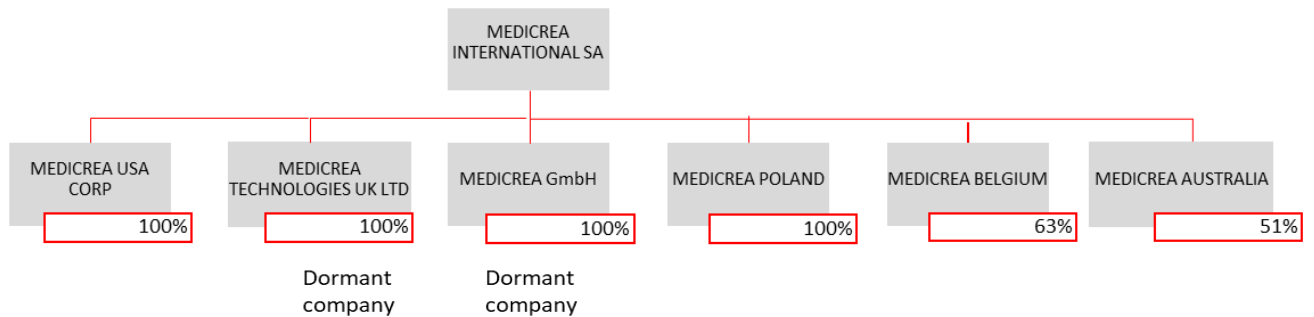 MEDICREA
INTERNATIONAL SA
MEDICREA USA
CORP
100%
MEDICREA
TECHNOLOGIES UK LTD
100%
Dormant
company
MEDICREA GmbH
100%
Dormant
company
MEDICREA POLAND
100%
MEDICREA BELGIUM
63%
MEDICREA AUSTRALIA
51%